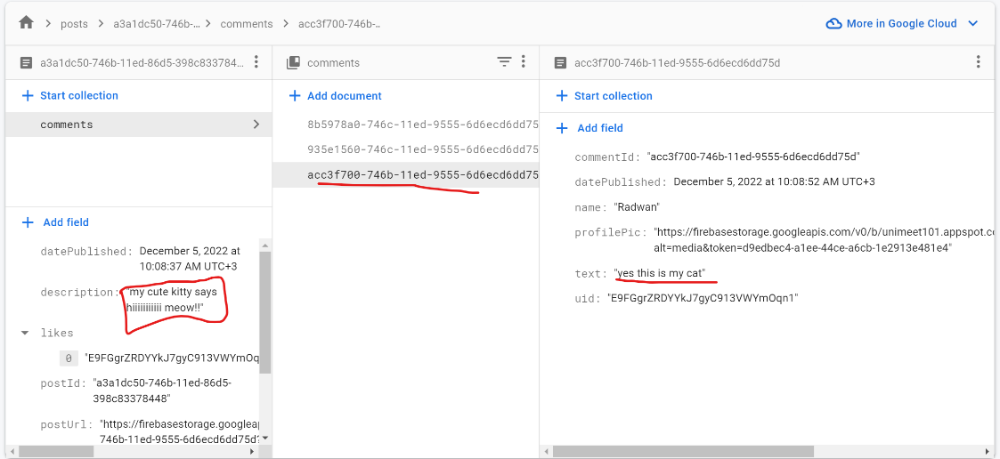 posts
a3a1dc50-746b-...
comments
acc3f700-746b-..
More in Google Cloud
a3a1dc50-746b-11ed-86d5-398c833784...
Start collection
comments
Add field
datePublished: December 5, 2022 at
10:08:37 AM UTC+3
description: "my cute kitty says
hiiiiiiiiiii meow!!"
likes
0 "E9FGgrZRDYYkJ7gyC913VWYmOq
postId: "a3a1dc50-746b-11ed-86d5-
398c83378448"
postUrl: "https://firebasestorage.googleap
746b-11ed-9555-6d6ecd6dd75d?
comments
Add document
8b5978a0-746c-11ed-9555-6d6ecd6dd75
935e1560-746c-11ed-9555-6d6ecd6dd75
acc3f700-746b-11ed-9555-6d6ecd6dd75
acc3f700-746b-11ed-9555-6d6ecd6dd75d
Start collection
Add field
commentId: "acc3f700-746b-11ed-9555-6d6ecd6dd75d"
datePublished: December 5, 2022 at 10:08:52 AM UTC+3
name: "Radwan"
profilePic: "https://firebasestorage.googleapis.com/v0/b/unimeet101.appspot.co
alt=media&token=d9edbec4-a1ee-44ce-a6cb-1e2913e481e4"
text: "yes this is my cat"
uid: "E9FGgrZRDYYkJ7gyC913VWYmOqn1"